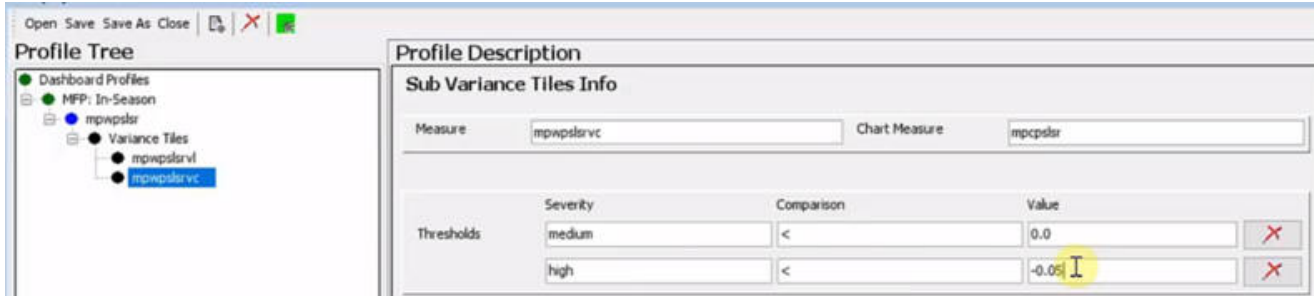 Open Save Save As Close
Profile Tree
Dashboard Profiles
MFP: In-Season
mpwpslsr
Variance Tiles
mpwpslsrvl
mpwpslsrvc
Profile Description
Sub Variance Tiles Info
Measure mpwpslsrvc Chart Measure mpcpslsr
Severity Comparison Value
Thresholds medium < 0.0
high < -0.05